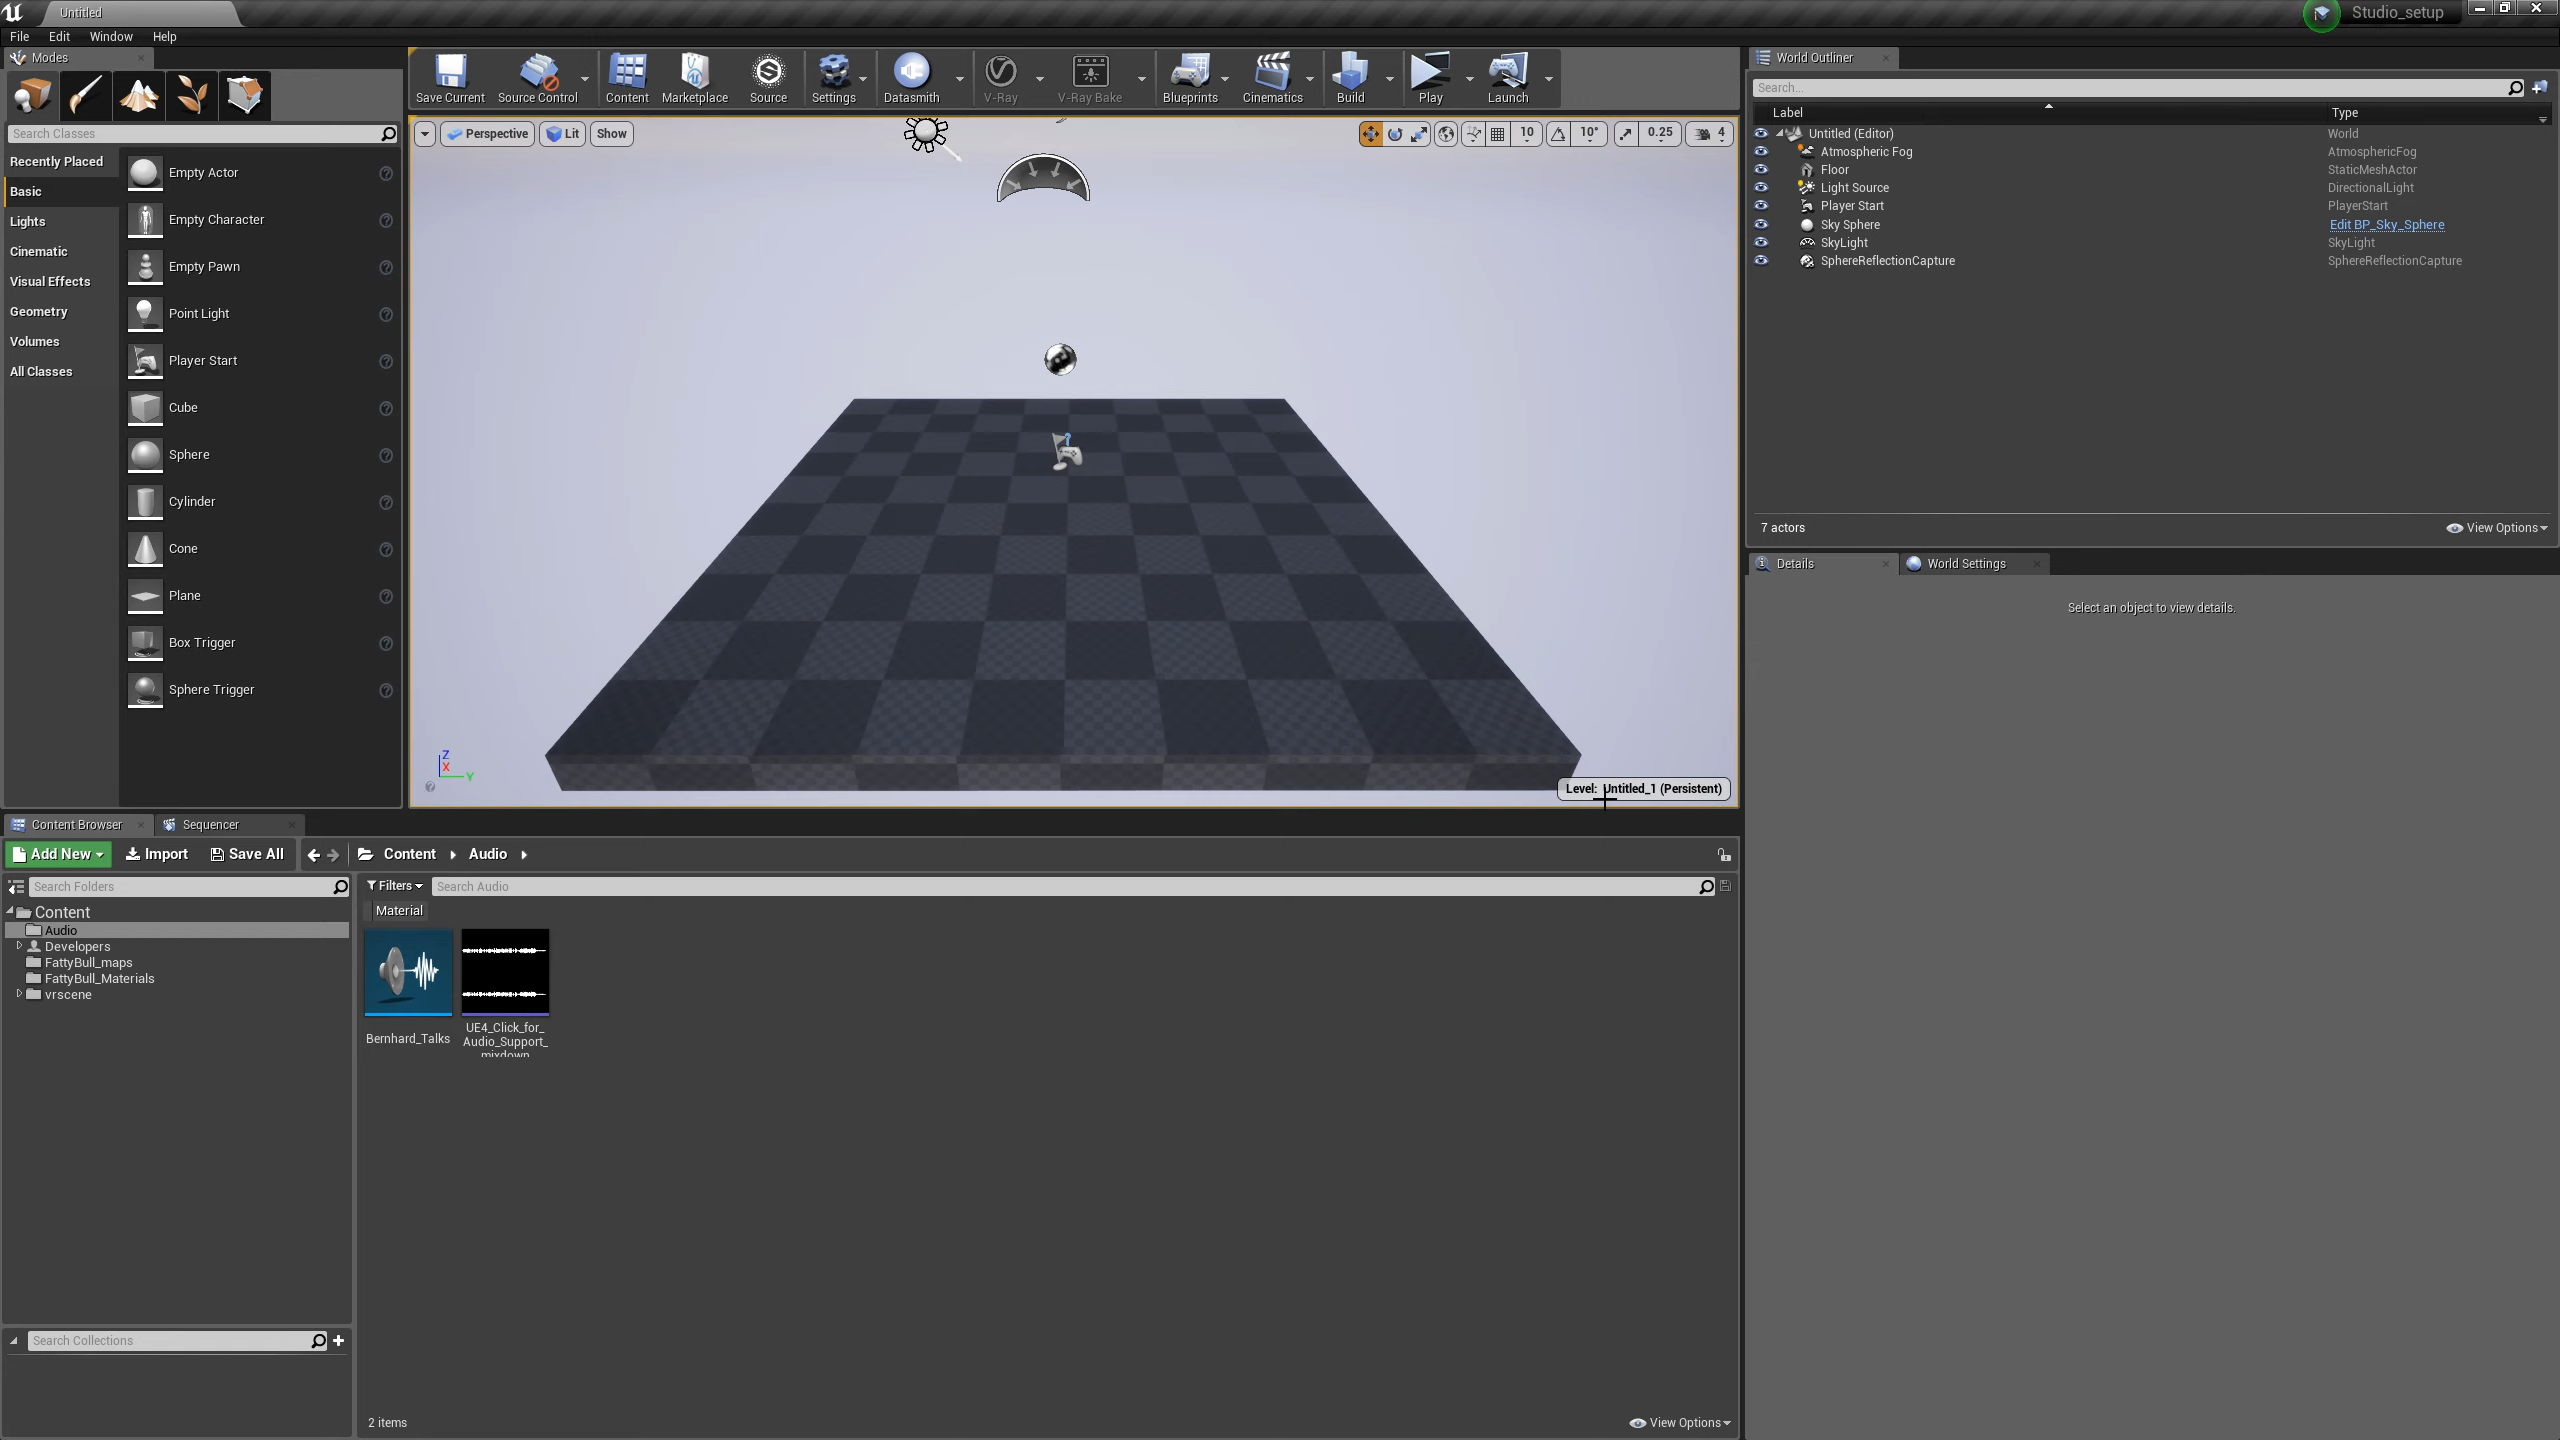 Untitled
Studio_setup
File Edit Window Help
Modes
Search Classes
Recently Placed
Basic
Lights
Cinematic
Visual Effects
Geometry
Volumes
All Classes
Empty Actor
Empty Character
Empty Pawn
Point Light
Player Start
Cube
Sphere
Cylinder
Cone
Plane
Box Trigger
Sphere Trigger
Save Current Source Control Content Marketplace Source Settings Datasmith V-Ray V-Ray Bake Blueprints Cinematics Build Play Launch
Perspective Lit Show
10 10° 0.25 4
Z
X
Y
Level: Untitled_1 (Persistent)
World Outliner
Search...
Label Type
Untitled (Editor) World
Atmospheric Fog AtmosphericFog
Floor StaticMeshActor
Light Source DirectionalLight
Player Start PlayerStart
Sky Sphere Edit BP_Sky_Sphere
SkyLight SkyLight
SphereReflectionCapture SphereReflectionCapture
7 actors View Options
Details World Settings
Select an object to view details.
Content Browser Sequencer
Add New Import Save All Content Audio
Search Folders
Content
Audio
Developers
FattyBull_maps
FattyBull_Materials
vrscene
Search Collections
Filters Search Audio
Material
Bernhard_Talks
UE4_Click_for_
Audio_Support_
mixdown
2 items View Options